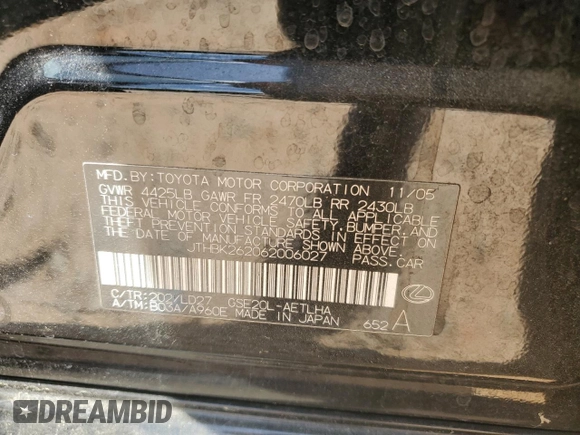 MFD. BY: TOYOTA MOTOR CORPORATION 11/05
GVWR 4425LB GAWR FR 2470LB RR 2430LB
THIS VEHICLE CONFORMS TO ALL APPLICABLE
FEDERAL MOTOR VEHICLE SAFETY, BUMPER, AND
THEFT PREVENTION STANDARDS IN EFFECT ON
THE DATE OF MANUFACTURE SHOWN ABOVE.
JTHBK262062006027 PASS. CAR
C/TR: 202/LD27 GSE20L-AETLHA
A/TM: B03A/A960E MADE IN JAPAN 652 A
DREAMBID